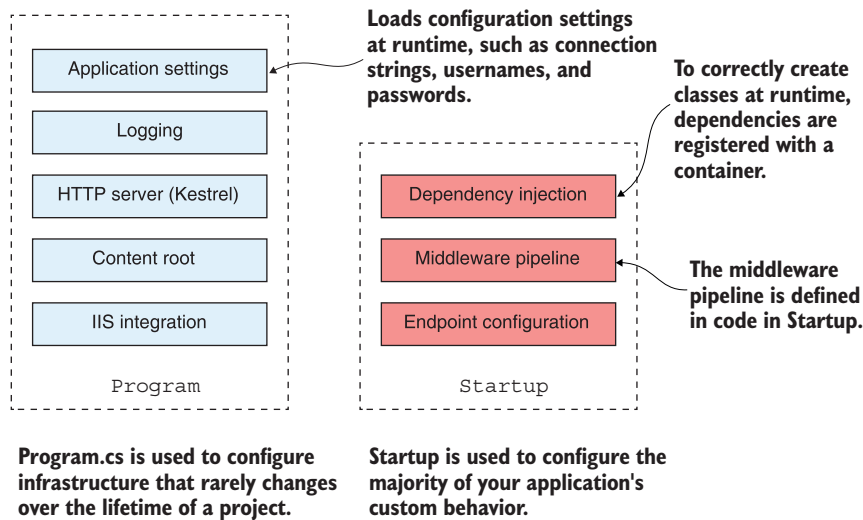 Loads configuration settings
at runtime, such as connection
strings, usernames, and
passwords.
To correctly create
classes at runtime,
dependencies are
registered with a
container.
Application settings
Logging
HTTP server (Kestrel)
Content root
IIS integration
Program
Dependency injection
Middleware pipeline
Endpoint configuration
Startup
The middleware
pipeline is defined
in code in Startup.
Program.cs is used to configure
infrastructure that rarely changes
over the lifetime of a project.
Startup is used to configure the
majority of your application's
custom behavior.